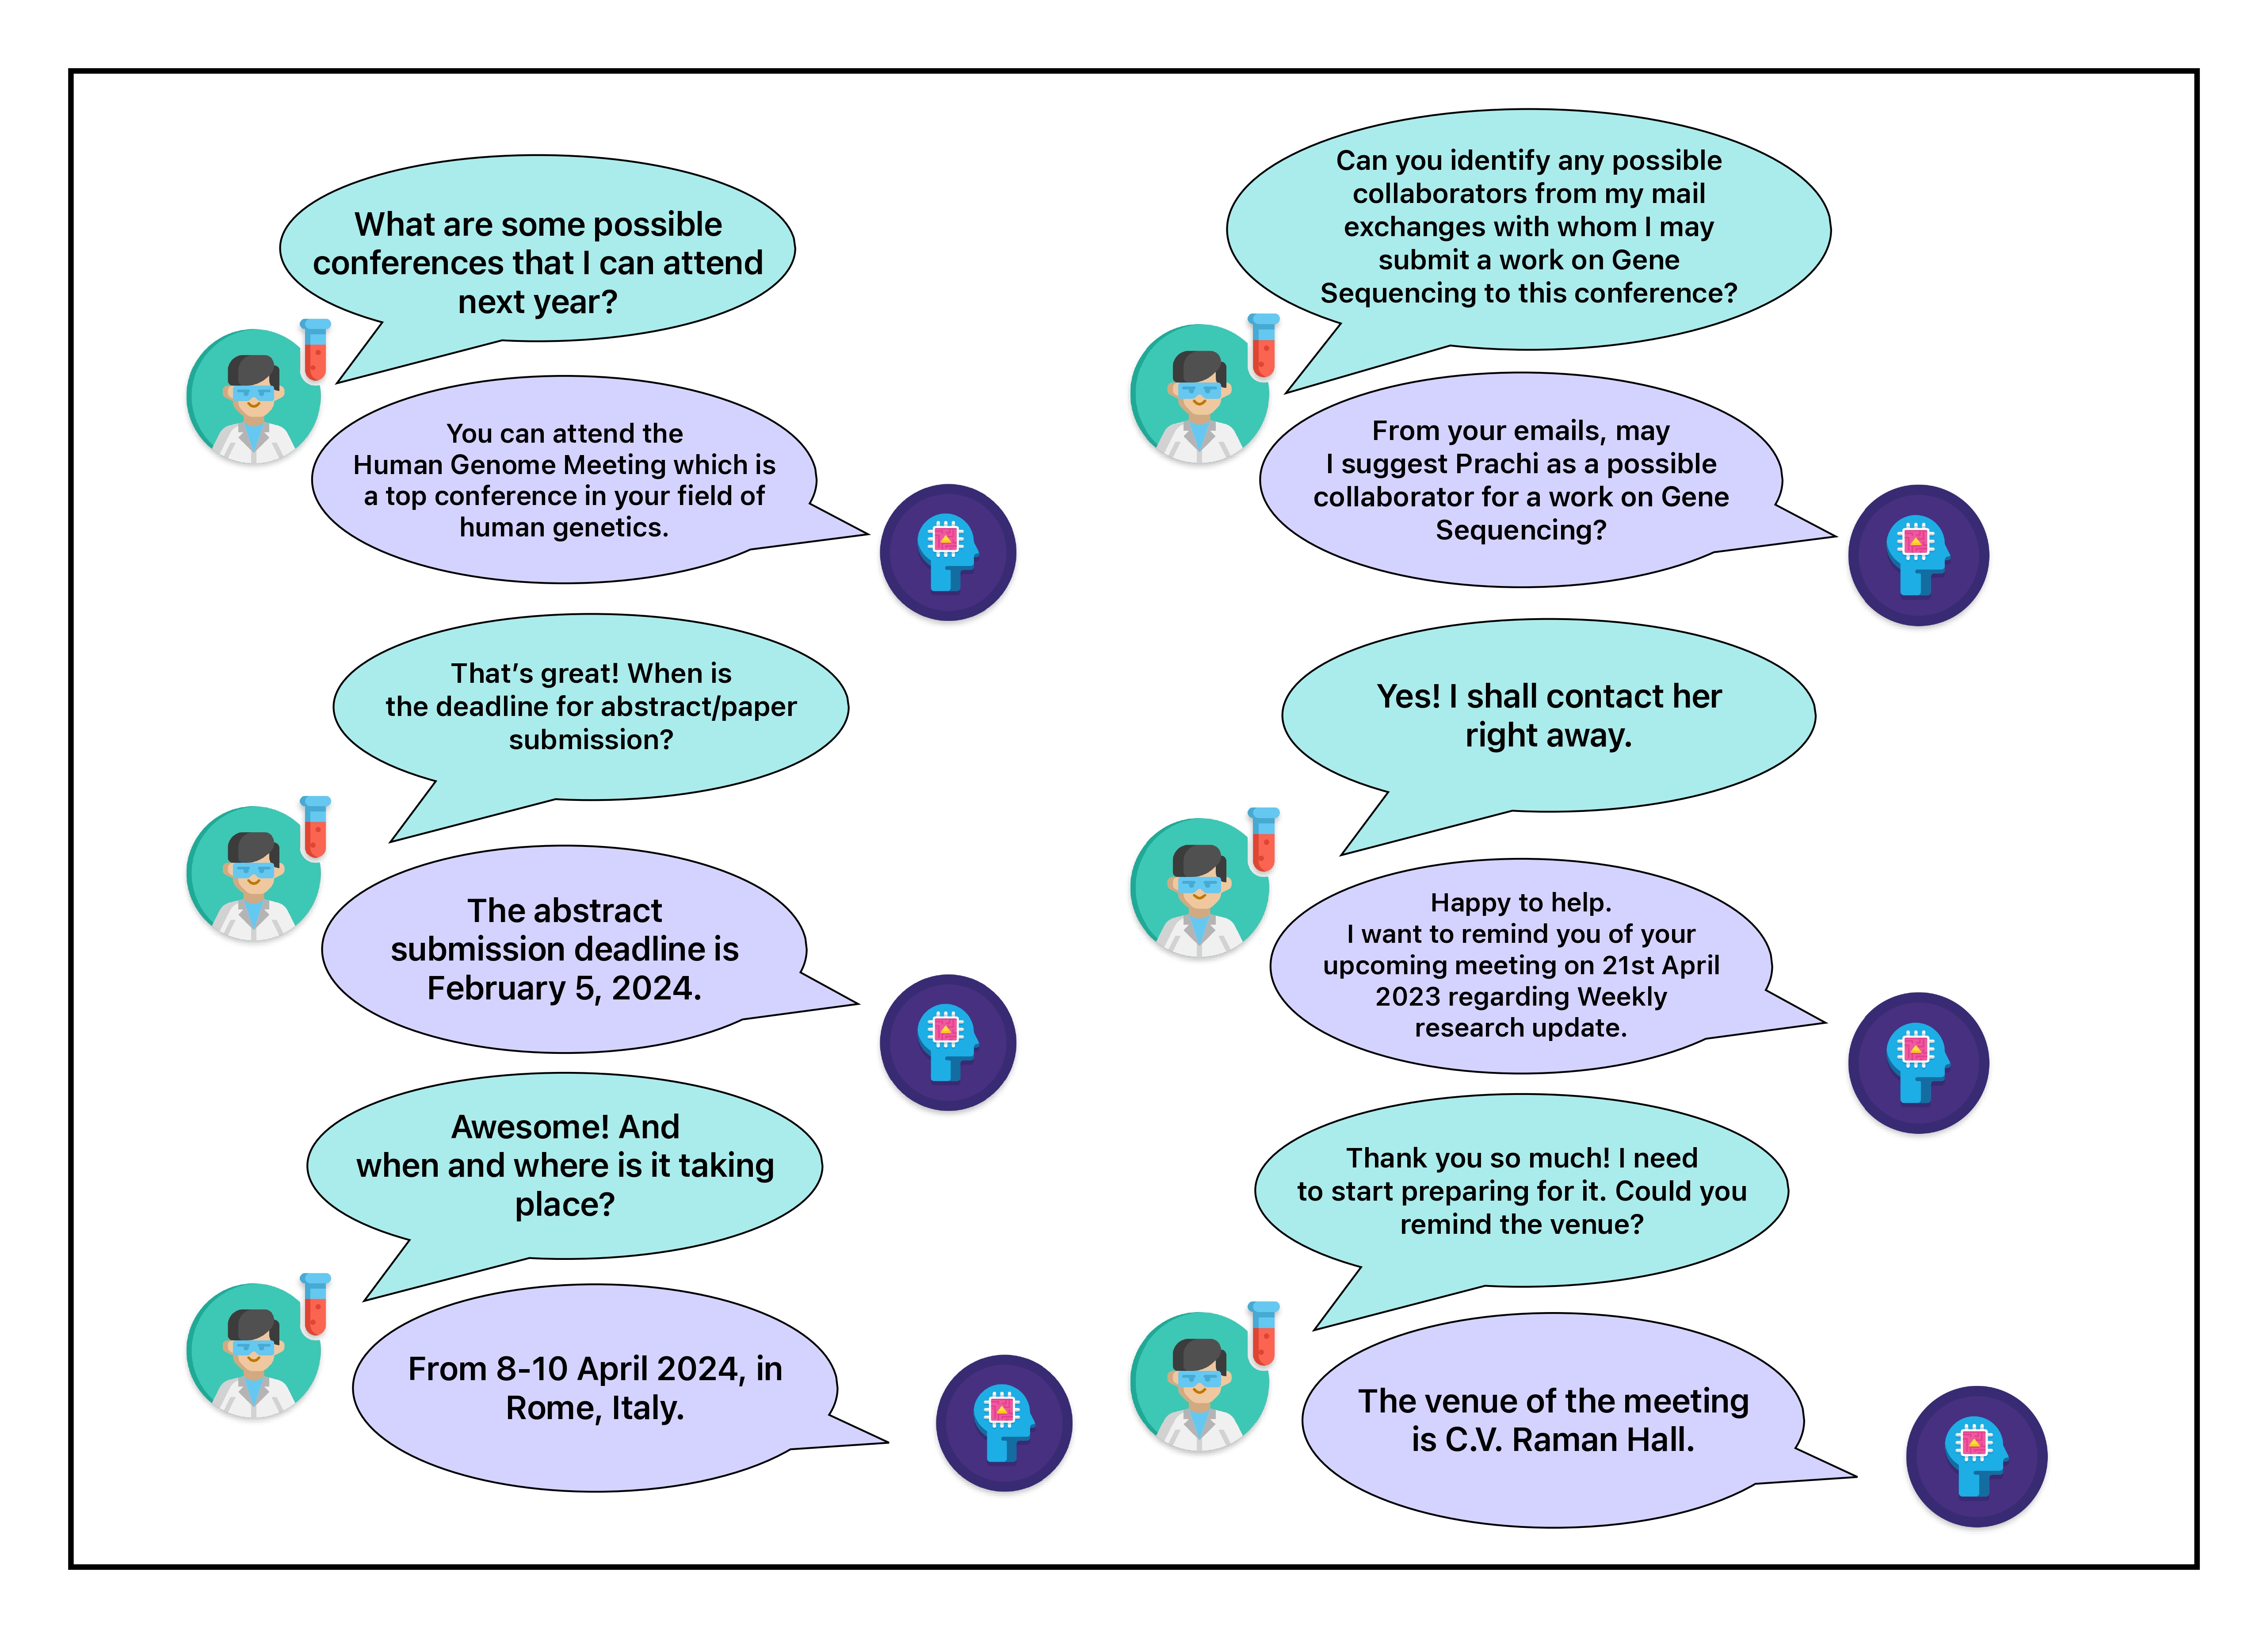 What are some possible
conferences that I can attend
next year?
You can attend the
Human Genome Meeting which is
a top conference in your field of
human genetics.
That's great! When is
the deadline for abstract/paper
submission?
The abstract
submission deadline is
February 5, 2024.
Awesome! And
when and where is it taking
place?
From 8-10 April 2024, in
Rome, Italy.
Can you identify any possible
collaborators from my mail
exchanges with whom I may
submit a work on Gene
Sequencing to this conference?
From your emails, may
I suggest Prachi as a possible
collaborator for a work on Gene
Sequencing?
Yes! I shall contact her
right away.
Happy to help.
I want to remind you of your
upcoming meeting on 21st April
2023 regarding Weekly
research update.
Thank you so much! I need
to start preparing for it. Could you
remind the venue?
The venue of the meeting
is C.V. Raman Hall.